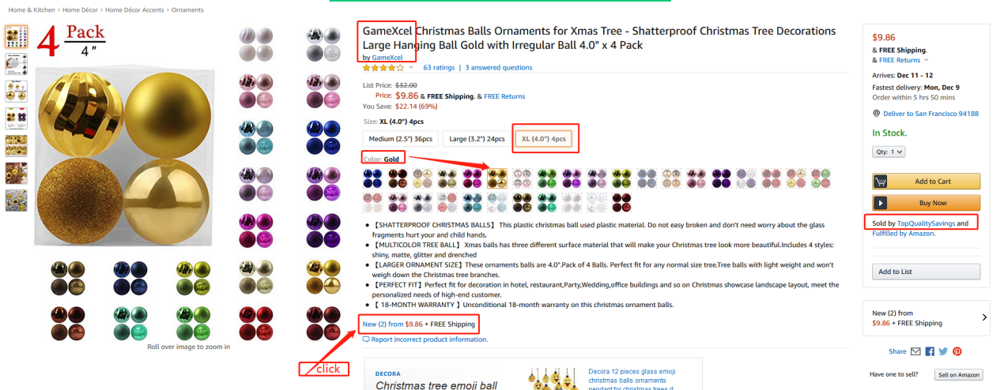 Home & Kitchen › Home Décor › Home Décor Accents › Ornaments
4 Pack
4 "
Roll over image to zoom in
GameXcel Christmas Balls Ornaments for Xmas Tree - Shatterproof Christmas Tree Decorations
Large Hanging Ball Gold with Irregular Ball 4.0" x 4 Pack
by GameXcel
63 ratings | 3 answered questions
List Price: $32.00
Price: $9.86 & FREE Shipping. & FREE Returns
You Save: $22.14 (69%)
Size: XL (4.0") 4pcs
Medium (2.5") 36pcs
Large (3.2") 24pcs
XL (4.0") 4pcs
Color: Gold
【SHATTERPROOF CHRISTMAS BALLS】 This plastic christmas ball used plastic material. Do not easy broken and don't need worry about the glass
fragments hurt your and child hands.
【MULTICOLOR TREE BALL】 Xmas balls has three different surface material that will make your Christmas tree look more beautiful.Includes 4 styles:
shiny, matte, glitter and drenched
【LARGER ORNAMENT SIZE】 These ornaments balls are 4.0".Pack of 4 Balls. Perfect fit for any normal size tree.Tree balls with light weight and won't
weigh down the Christmas tree branches.
【PERFECT FIT】 Perfect fit for decoration in hotel, restaurant,Party,Wedding,office buildings and so on Christmas showcase landscape layout, meet the
personalized needs of high-end customer.
【 18-MONTH WARRANTY 】 Unconditional 18-month warranty on this christmas ornament balls.
New (2) from $9.86 + FREE Shipping
Report incorrect product information.
click
DECORA
Christmas tree emoji ball
Decora 12 pieces glass emoji
christmas balls ornaments
pendant for christmas trees d
$9.86
& FREE Shipping.
& FREE Returns
Arrives: Dec 11 - 12
Fastest delivery: Mon, Dec 9
Order within 5 hrs 50 mins
Deliver to San Francisco 94188
In Stock.
Qty: 1
Add to Cart
Buy Now
Sold by TopQualitySavings and
Fulfilled by Amazon.
Add to List
New (2) from
$9.86 + FREE Shipping
Share
Have one to sell?
Sell on Amazon